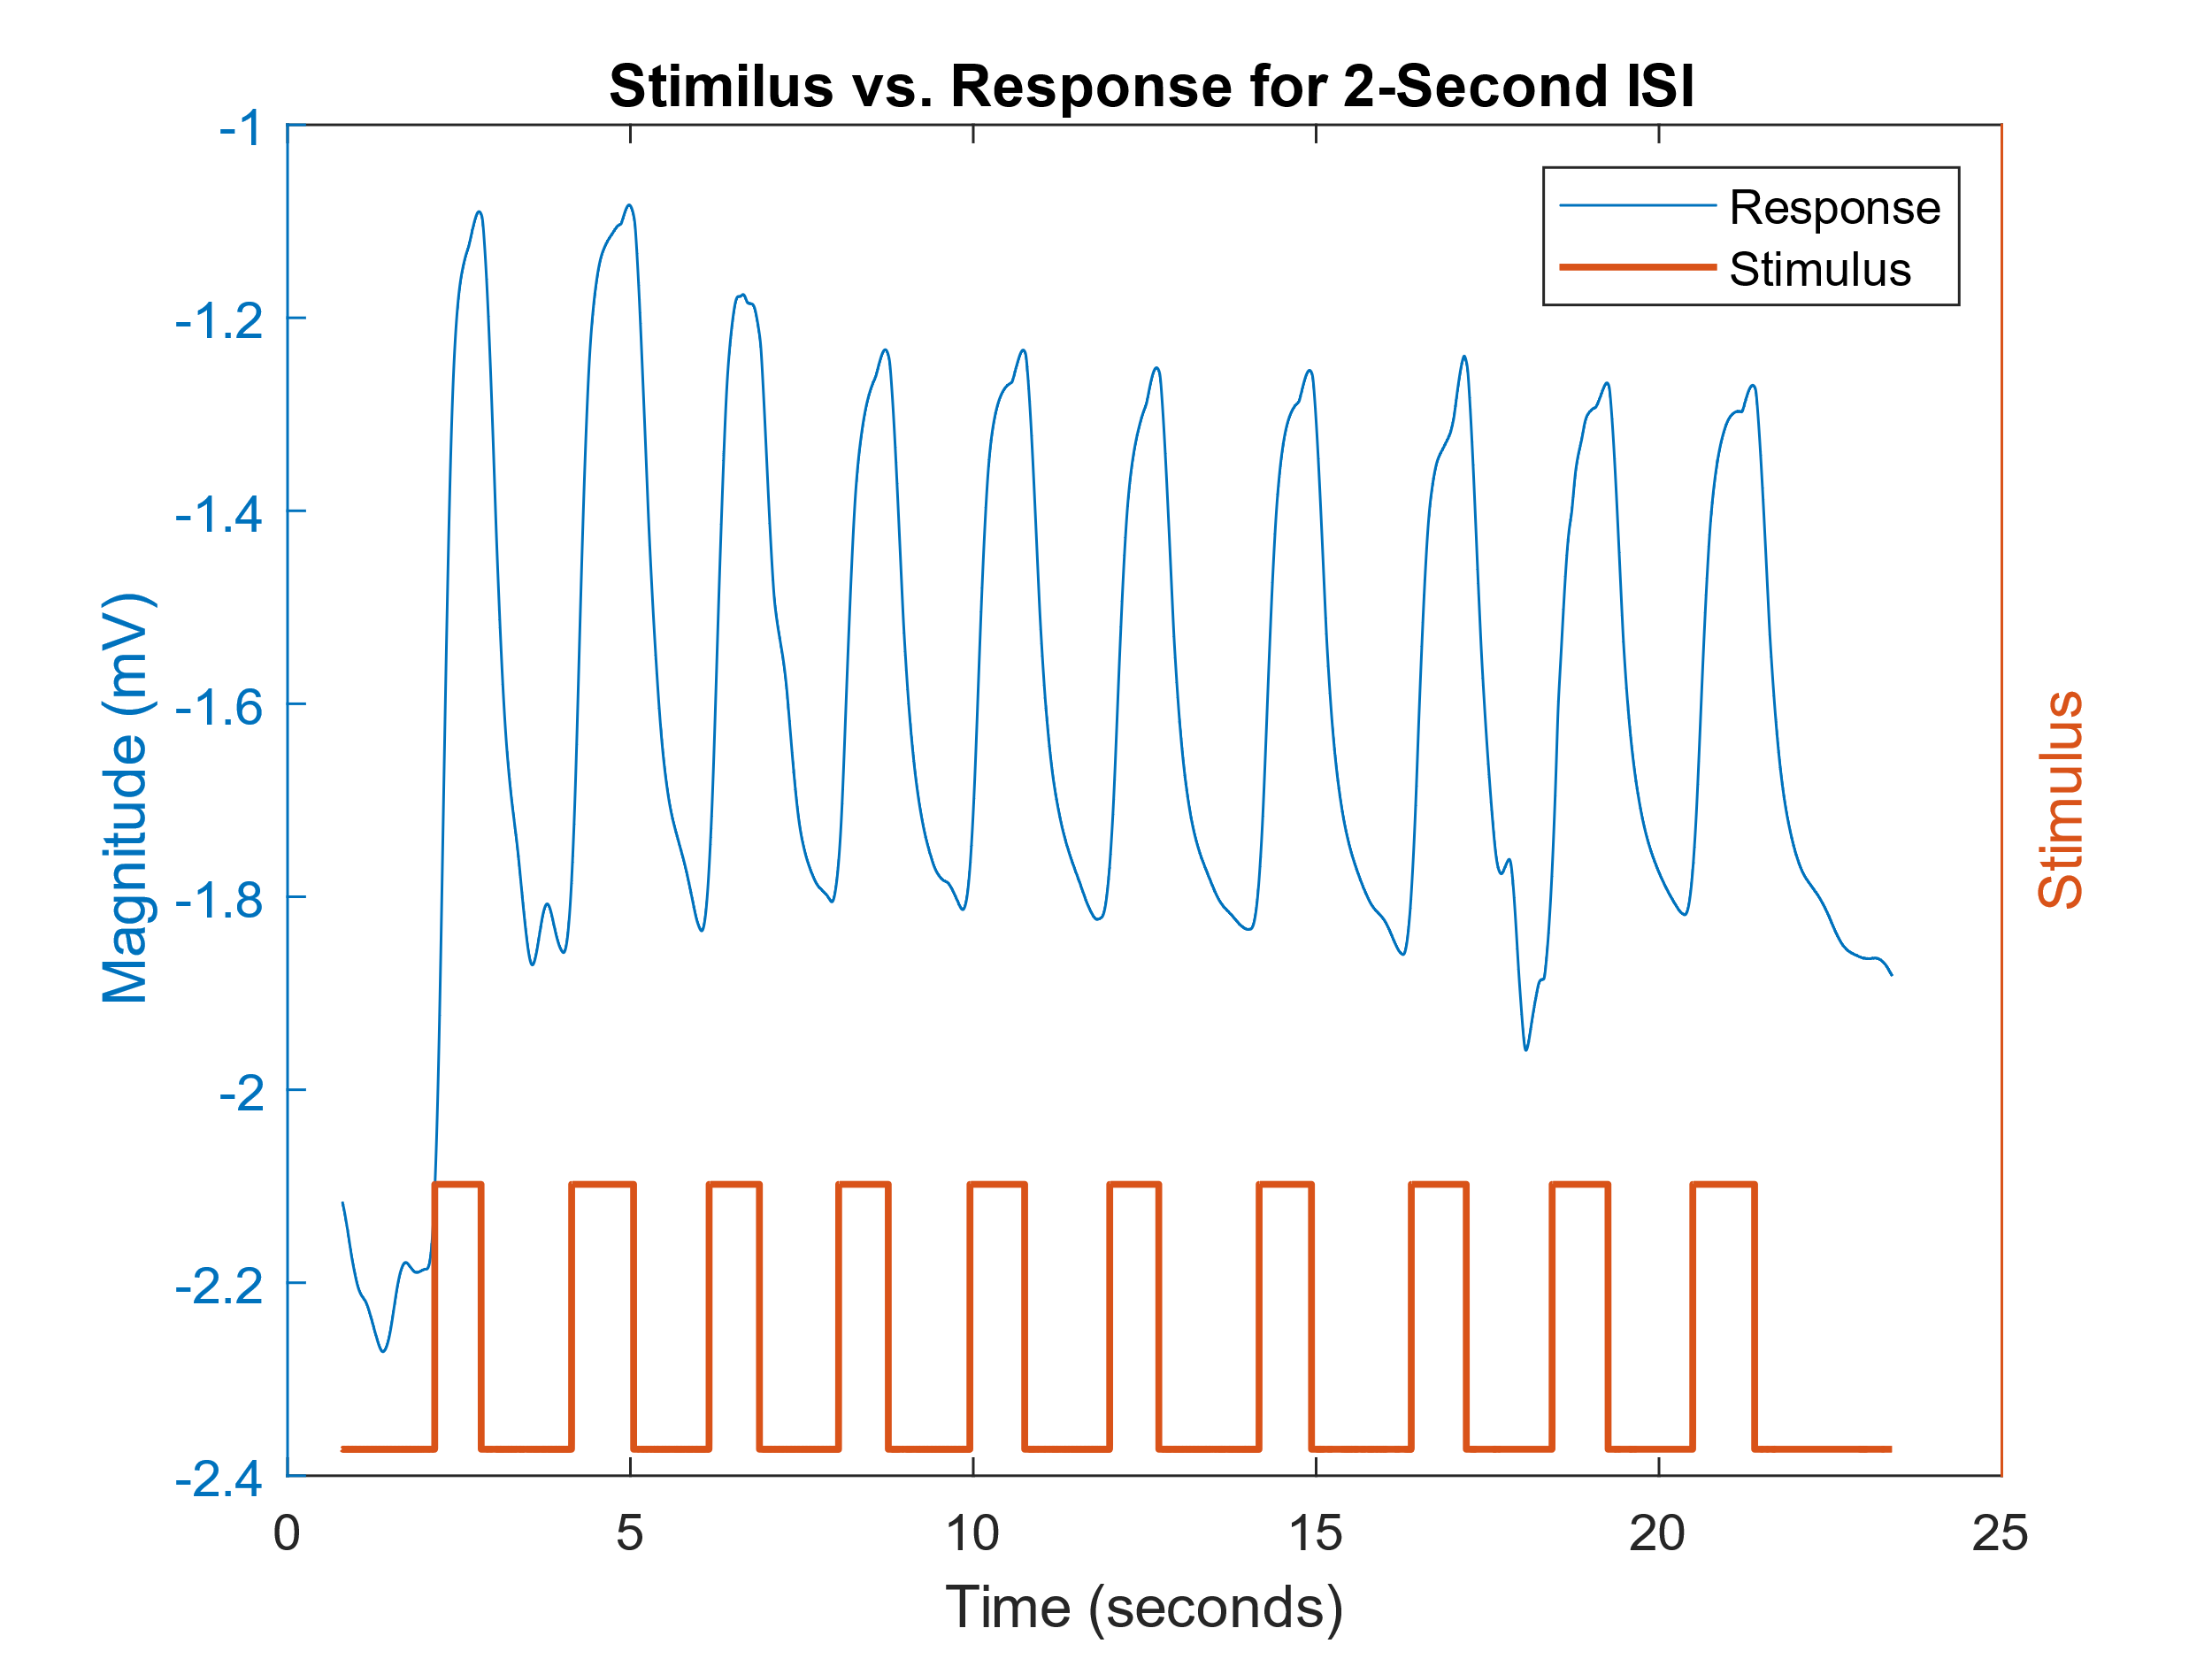 Stimilus vs. Response for 2-Second ISI
Response
Stimulus
-1
-1.2
-1.4
-1.6
-1.8
-2
-2.2
-2.4
Magnitude (mV)
Stimulus
0 5 10 15 20 25
Time (seconds)